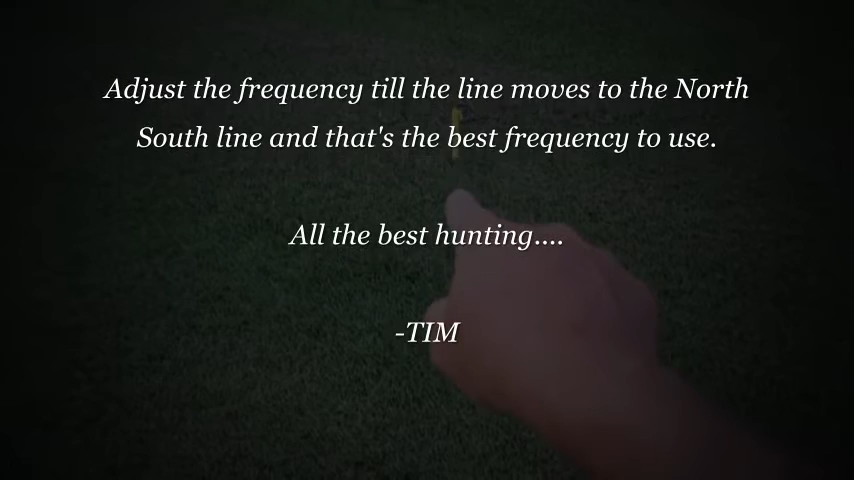 Adjust the frequency till the line moves to the North
South line and that's the best frequency to use.
All the best hunting....
-TIM